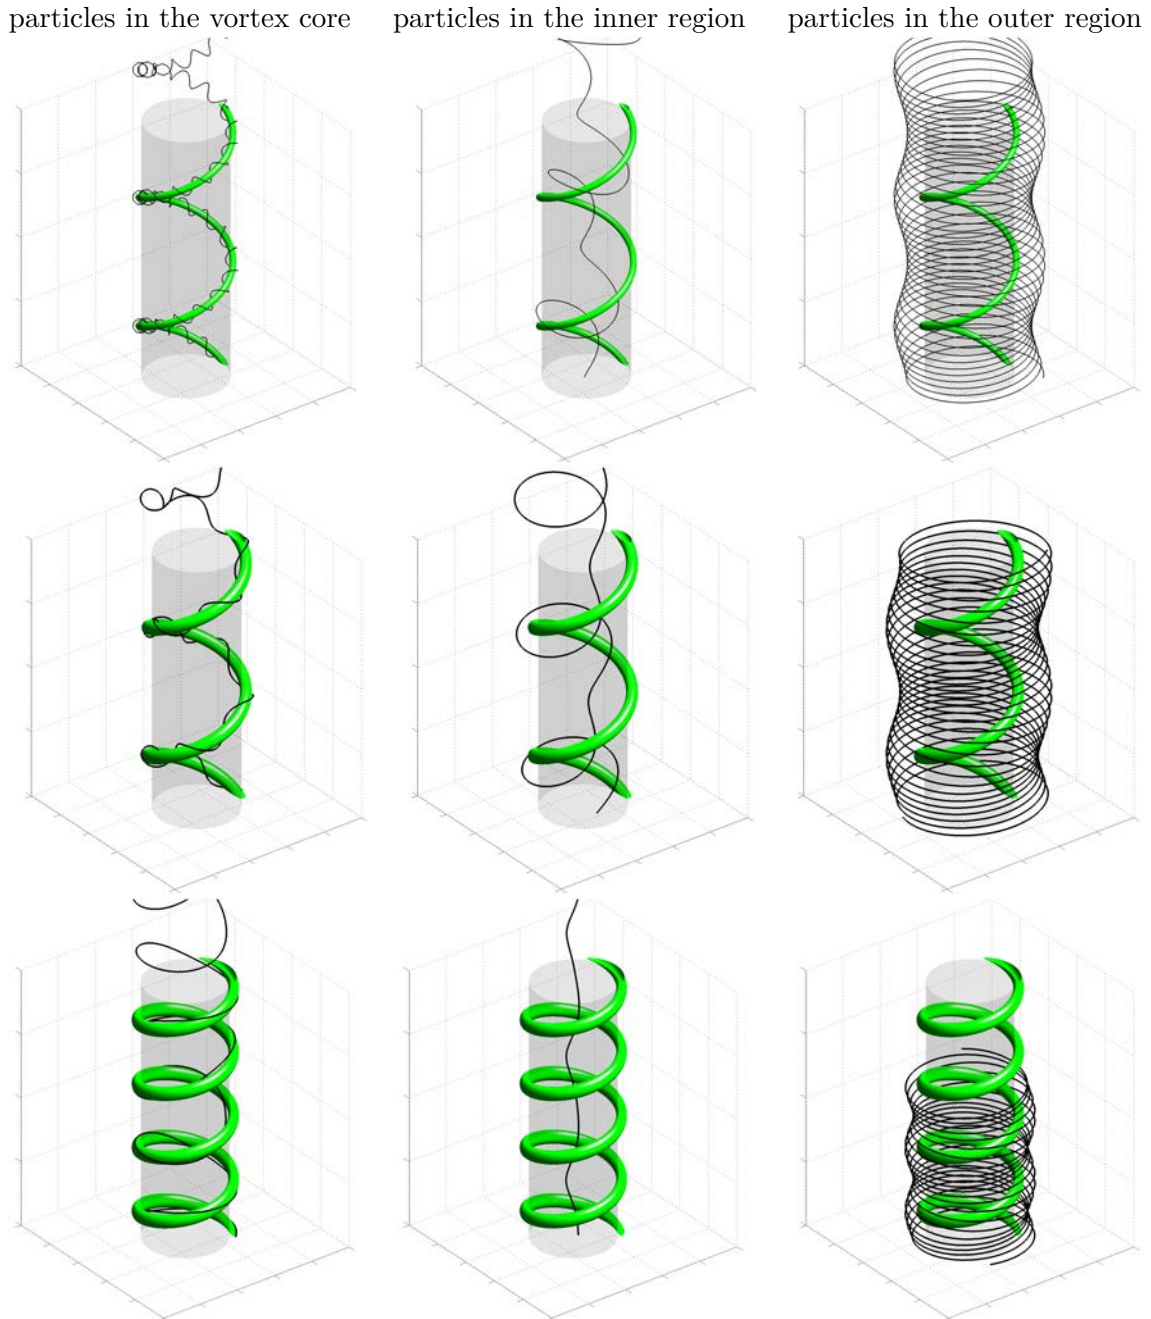 particles in the vortex core
particles in the inner region
particles in the outer region